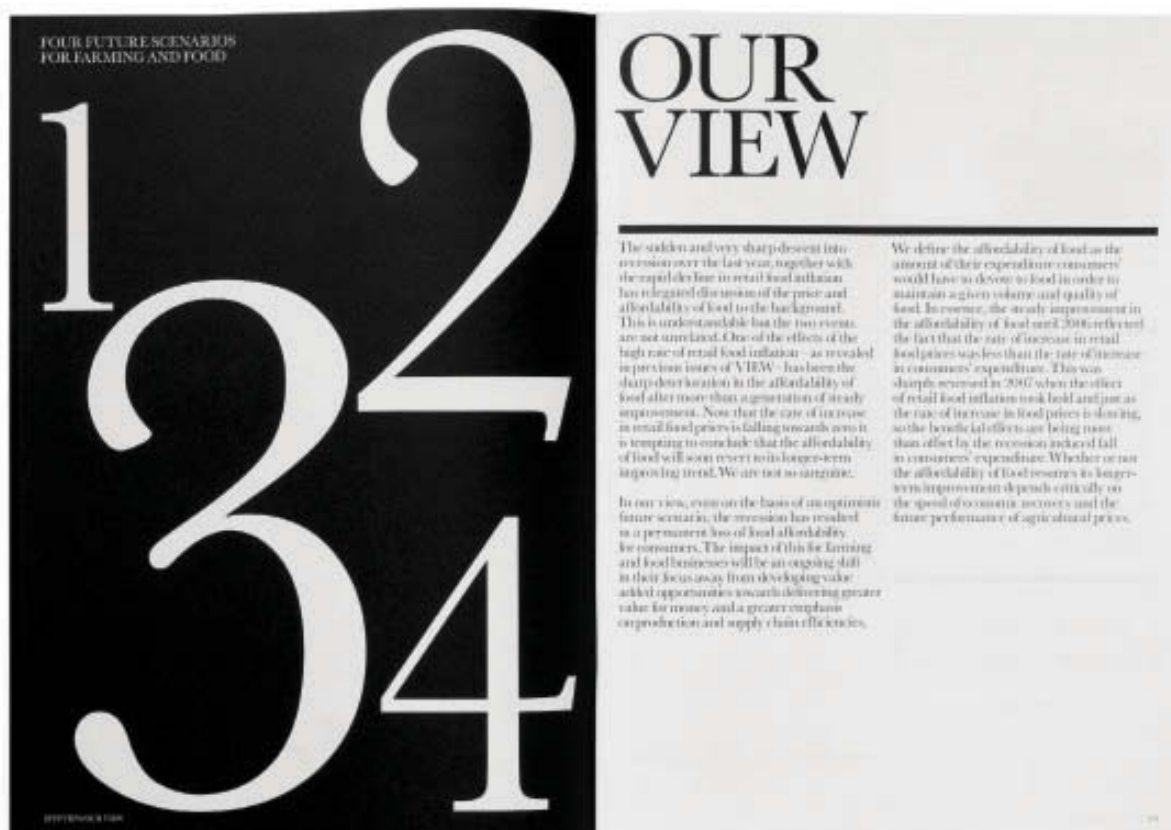 FOUR FUTURE SCENARIOS
FOR FARMING AND FOOD
1
2
3
4
OUR
VIEW
The sudden and very sharp descent into
recession over the last year, together with
the rapid decline in retail food inflation
has relegated discussion of the price and
affordability of food to the background.
This is understandable but the two events
are not unrelated. One of the effects of the
high rate of retail food inflation – as revealed
in previous issues of VIEW – has been the
sharp deterioration in the affordability of
food after more than a generation of steady
improvement. Now that the rate of increase
in retail food prices is falling towards zero it
is tempting to conclude that the affordability
of food will soon revert to its longer-term
improving trend. We are not so sanguine.
In our view, even on the basis of an optimistic
future scenario, the recession has resulted
in a permanent loss of food affordability
for consumers. The impact of this for farming
and food businesses will be an ongoing shift
in their focus away from developing value
added opportunities towards delivering greater
value for money and a greater emphasis
on production and supply chain efficiencies.
We define the affordability of food as the
amount of their expenditure consumers'
would have to devote to food in order to
maintain a given volume and quality of
food. In essence, the steady improvement in
the affordability of food until 2006 reflected
the fact that the rate of increase in retail
food prices was less than the rate of increase
in consumers' expenditure. This was
sharply reversed in 2007 when the effect
of retail food inflation took hold and just as
the rate of increase in food prices is slowing,
so the beneficial effects are being more
than offset by the recession induced fall
in consumers' expenditure. Whether or not
the affordability of food resumes its longer-
term improvement depends critically on
the speed of economic recovery and the
future performance of agricultural prices.